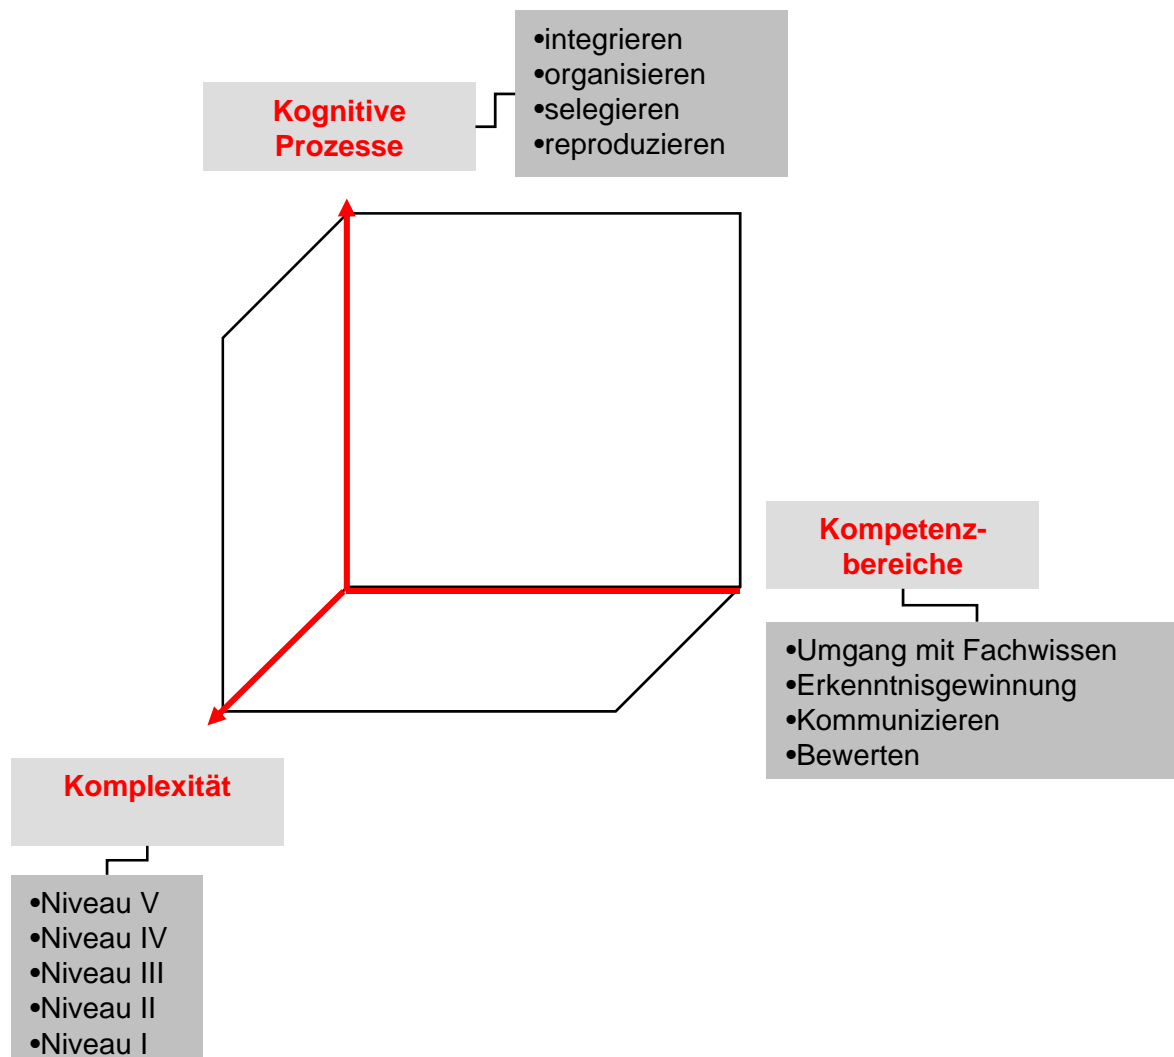 •integrieren
•organisieren
•selegieren
•reproduzieren
Kognitive
Prozesse
Kompetenz-
bereiche
•Umgang mit Fachwissen
•Erkenntnisgewinnung
•Kommunizieren
•Bewerten
Komplexität
•Niveau V
•Niveau IV
•Niveau III
•Niveau II
•Niveau I